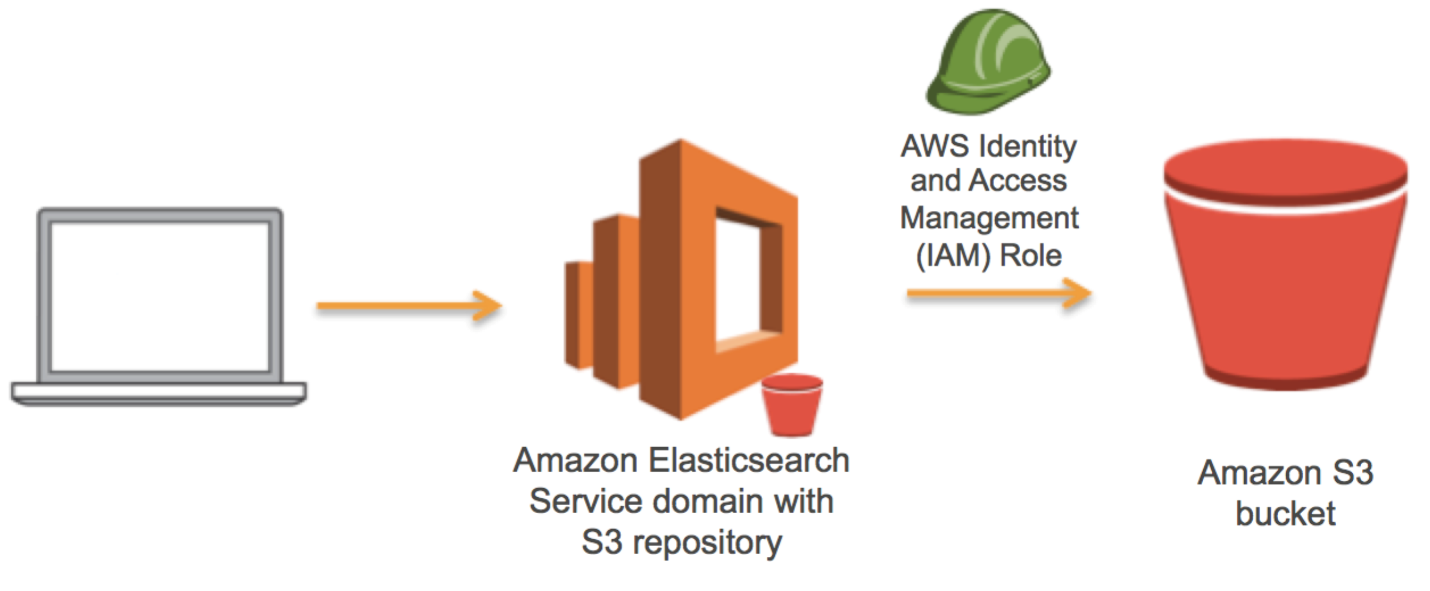 AWS Identity
and Access
Management
(IAM) Role
Amazon Elasticsearch
Service domain with
S3 repository
Amazon S3
bucket